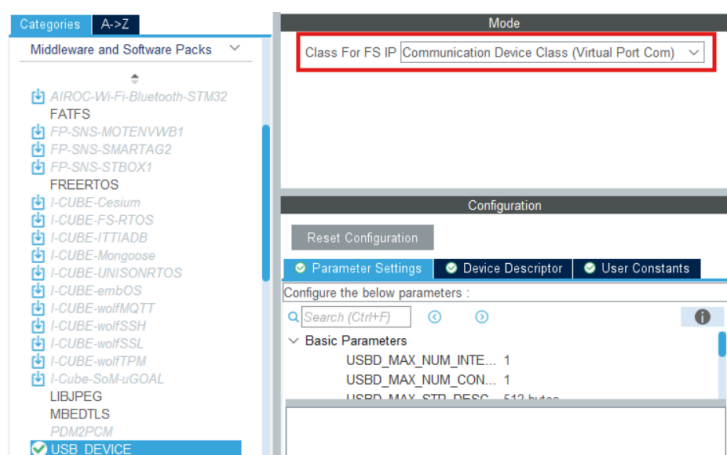 Categories A->Z
Middleware and Software Packs
AIROC-Wi-Fi-Bluetooth-STM32
FATFS
FP-SNS-MOTENVWB1
FP-SNS-SMARTAG2
FP-SNS-STBOX1
FREERTOS
I-CUBE-Cesium
I-CUBE-FS-RTOS
I-CUBE-ITTIADB
I-CUBE-Mongoose
I-CUBE-UNISONRTOS
I-CUBE-embOS
I-CUBE-wolfMQTT
I-CUBE-wolfSSH
I-CUBE-wolfSSL
I-CUBE-wolfTPM
I-Cube-SoM-uGOAL
LIBJPEG
MBEDTLS
PDM2PCM
USB_DEVICE
Mode
Class For FS IP Communication Device Class (Virtual Port Com)
Configuration
Reset Configuration
Parameter Settings Device Descriptor User Constants
Configure the below parameters :
Search (Ctrl+F)
Basic Parameters
USBD_MAX_NUM_INTE... 1
USBD_MAX_NUM_CON... 1
USBD_MAX_STR_DESC... 512 bytes